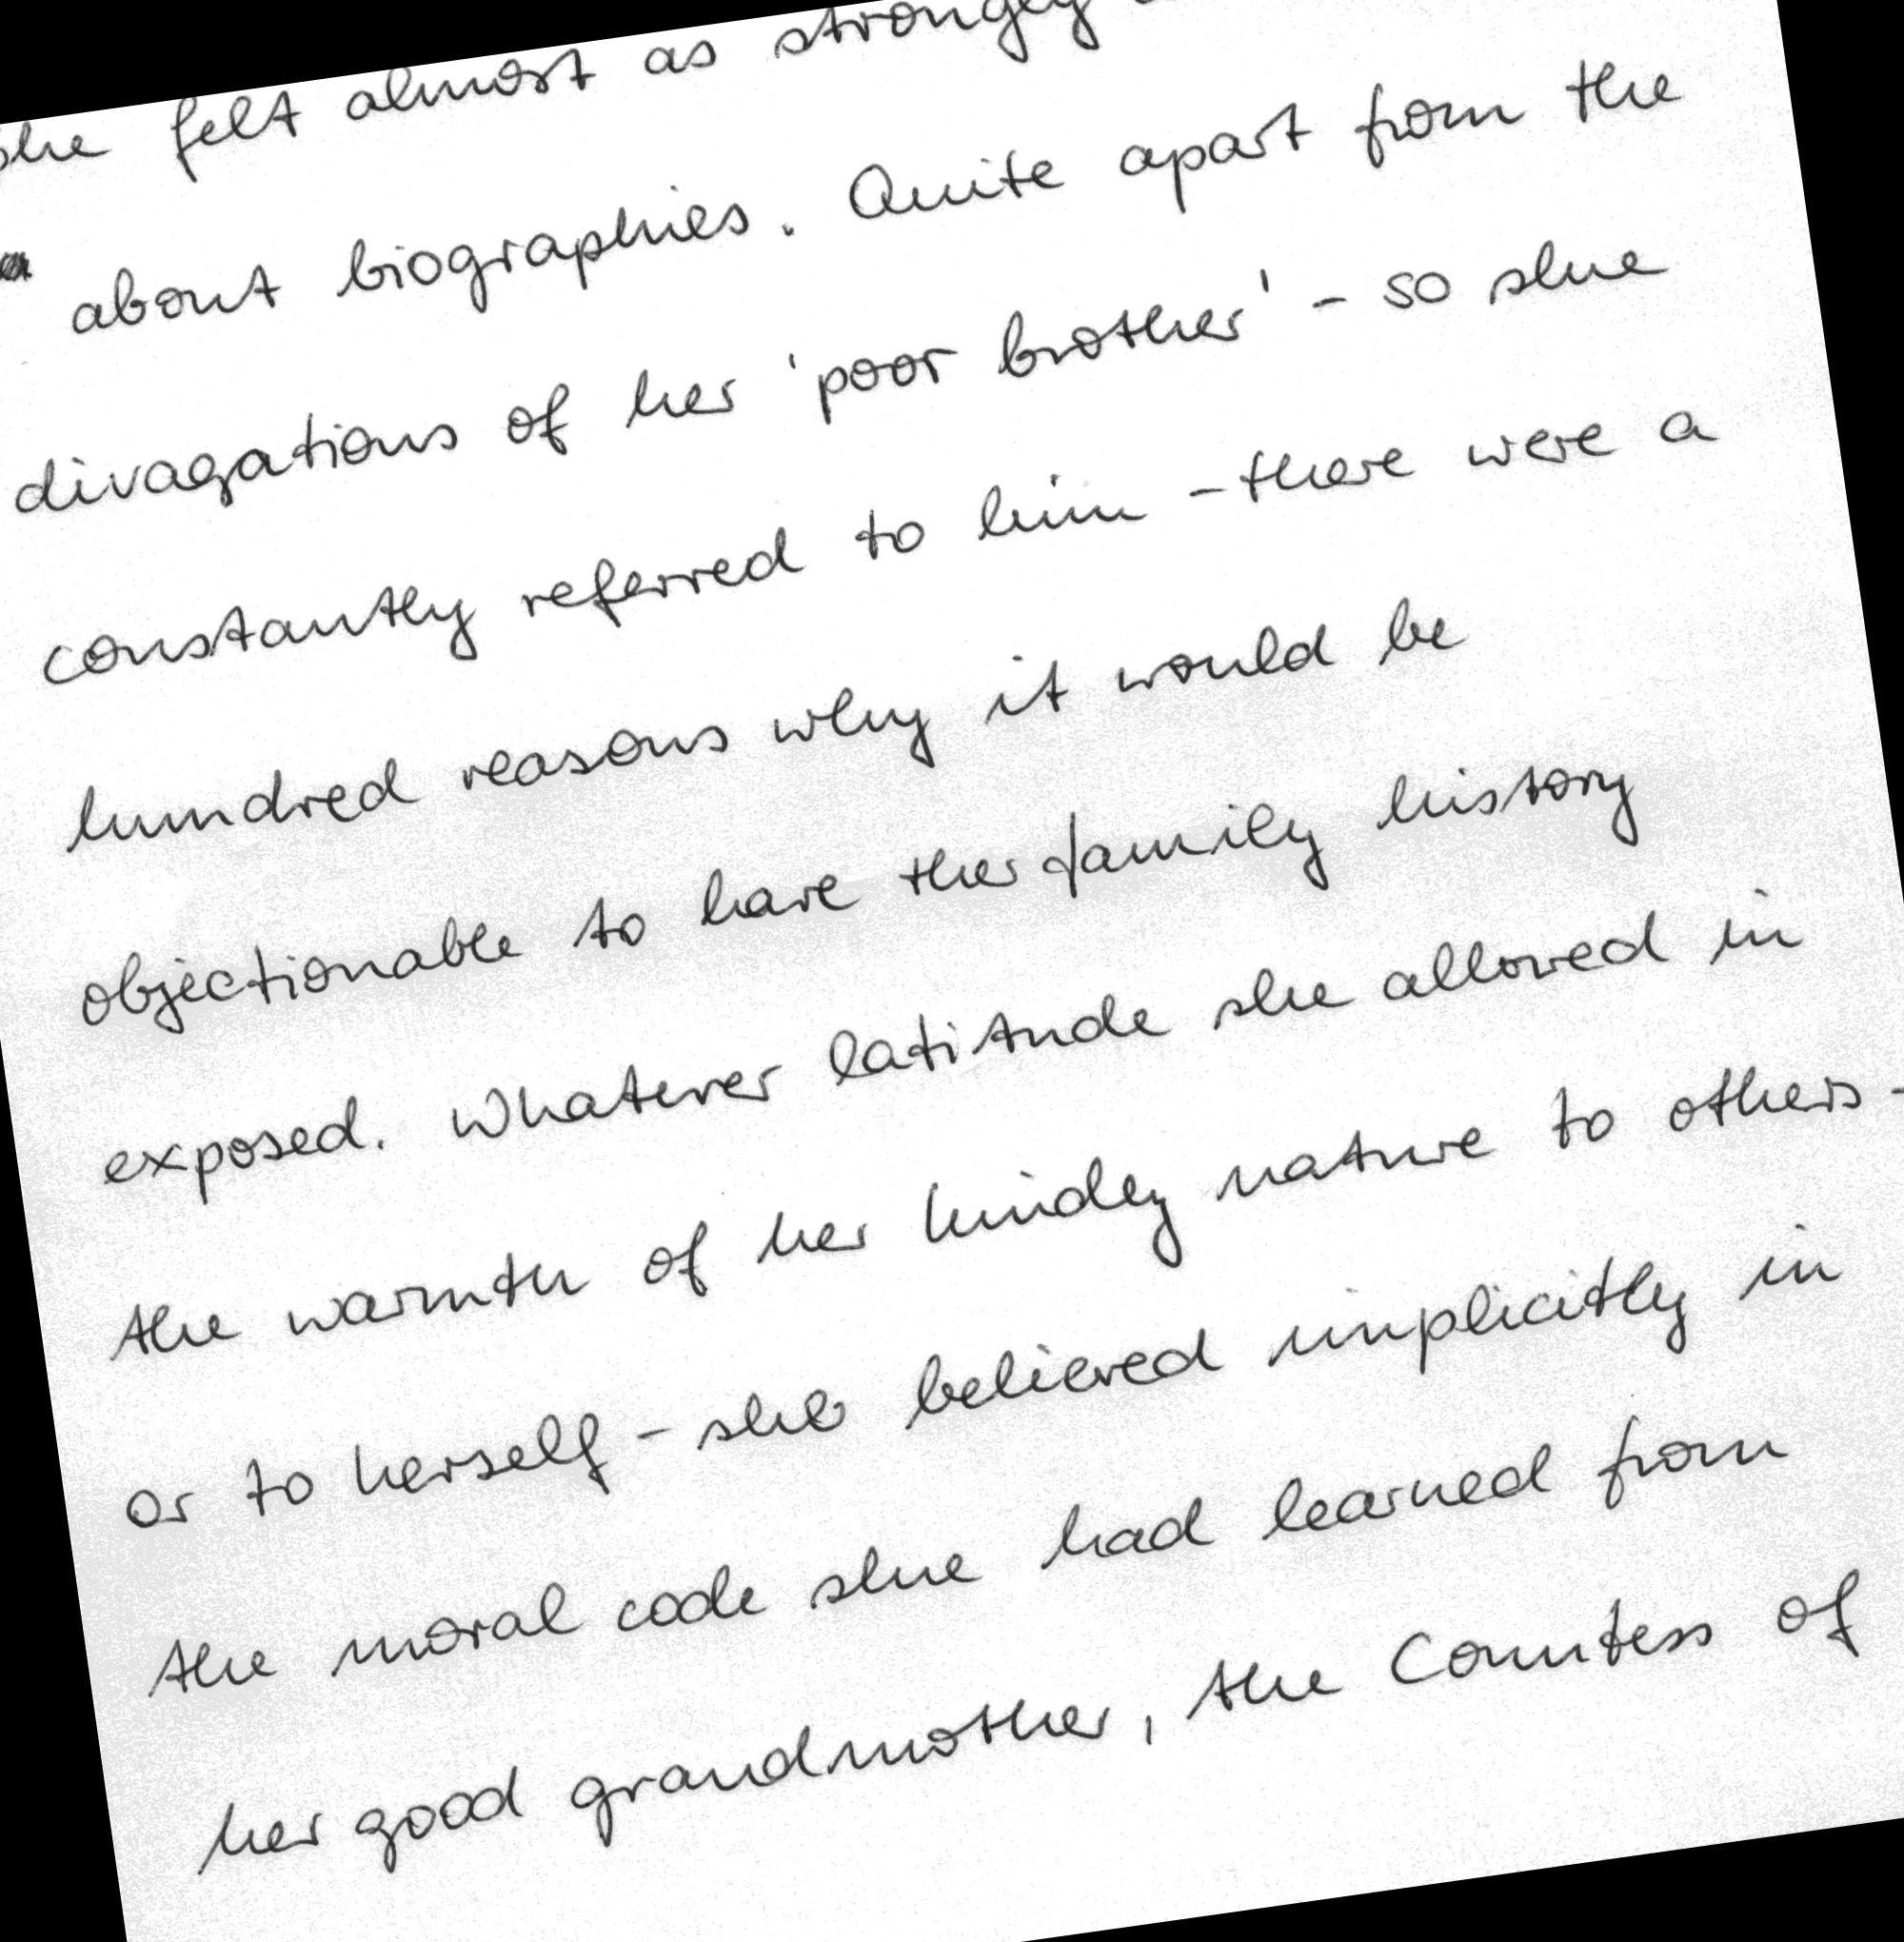 she felt almost as strongly
about biographies. Quite apart from the
divagations of her 'poor brother' - so she
constantly referred to him - there were a
hundred reasons why it would be
objectionable to have ther family history
exposed. Whatever latitude she allowed in
the warmth of her kindly nature to others -
or to herself - she believed implicitly in
the moral code she had learned from
her good grandmother, the Countess of